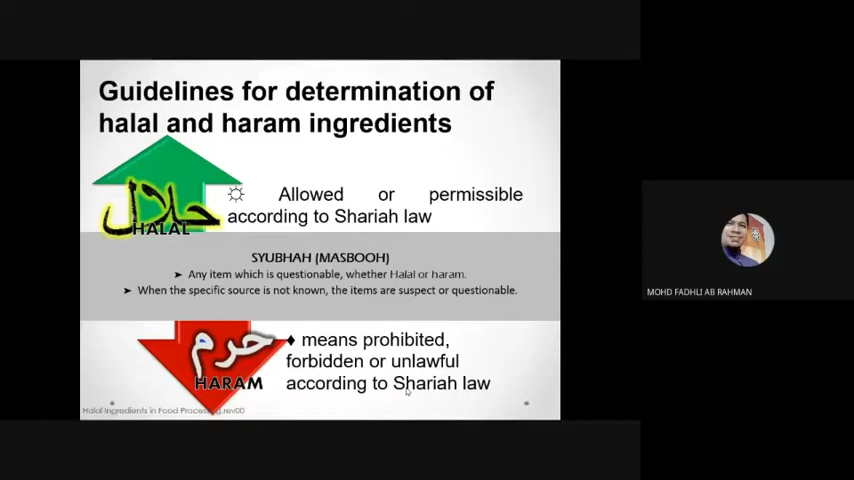 Guidelines for determination of
halal and haram ingredients
حلال
HALAL
☼ Allowed or permissible
according to Shariah law
SYUBHAH (MASBOOH)
➤ Any item which is questionable, whether Halal or haram.
➤ When the specific source is not known, the items are suspect or questionable.
حرم
HARAM
♦ means prohibited,
forbidden or unlawful
according to Shariah law
Halal Ingredients in Food Processing.rev00
MOHD FADHLI AB RAHMAN